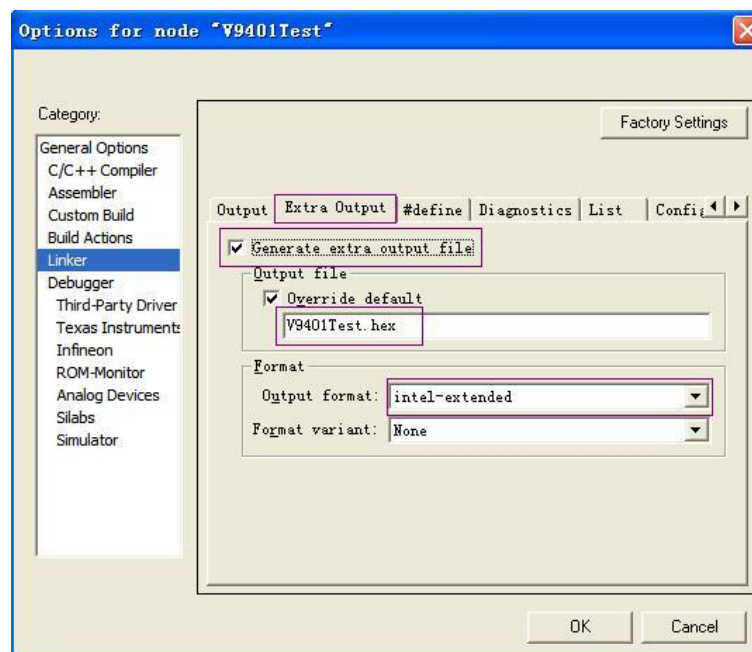 Options for node "V9401Test"
Category:
Factory Settings
General Options
C/C++ Compiler
Assembler
Custom Build
Build Actions
Linker
Debugger
Third-Party Driver
Texas Instruments
Infineon
ROM-Monitor
Analog Devices
Silabs
Simulator
Output Extra Output #define Diagnostics List Config
Generate extra output file
Output file
Override default
V9401Test.hex
Format
Output format: intel-extended
Format variant: None
OK Cancel